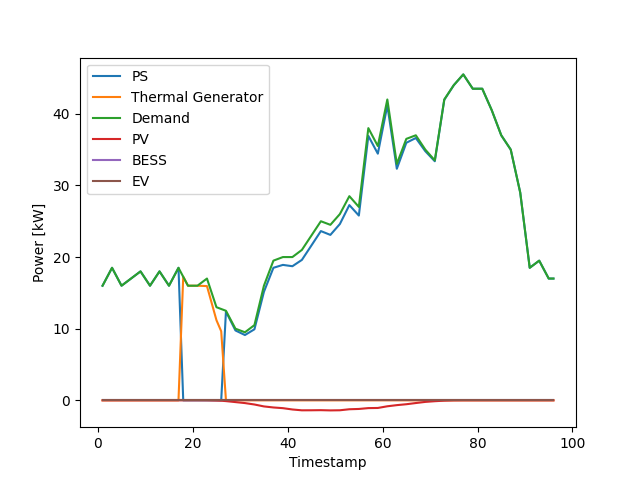 PS
Thermal Generator
Demand
PV
BESS
EV
Power [kW]
40
30
20
10
0
0 20 40 60 80 100
Timestamp